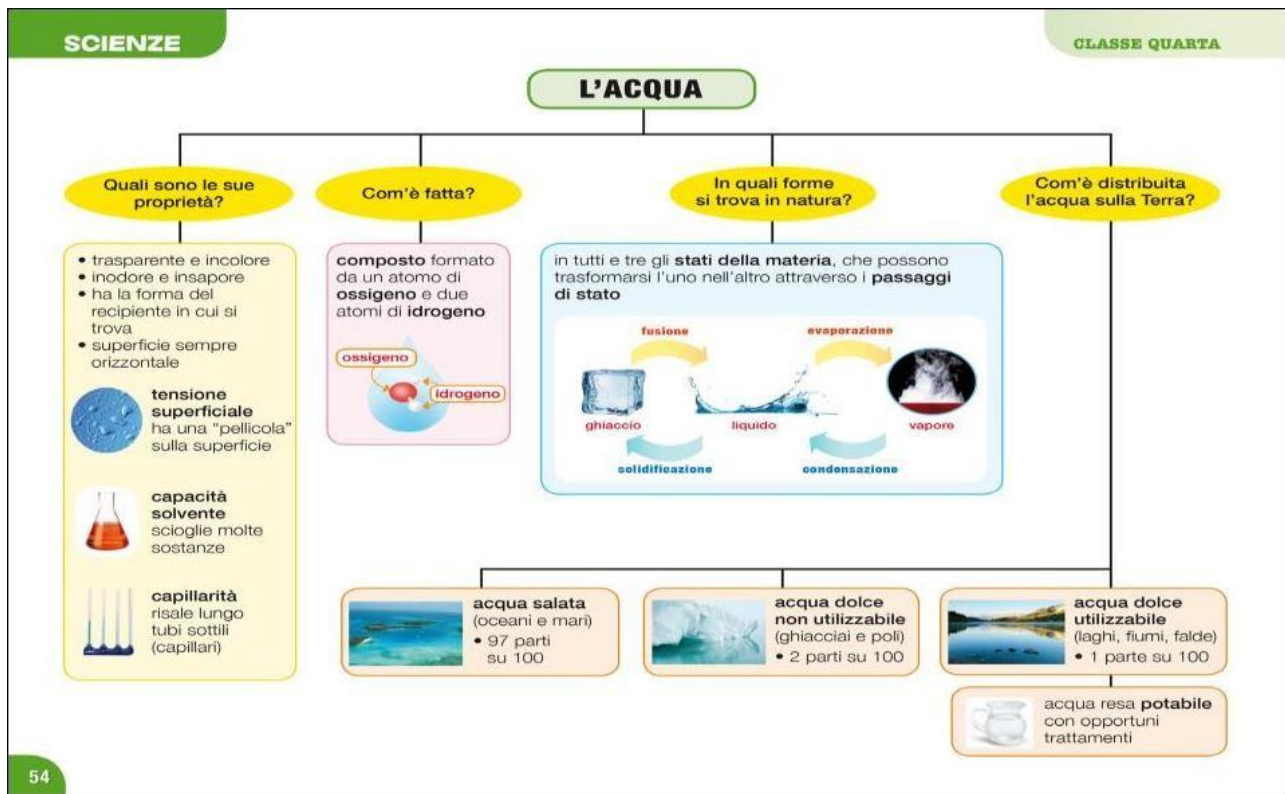 SCIENZE
CLASSE QUARTA
L'ACQUA
Quali sono le sue
proprietà?
• trasparente e incolore
• inodore e insapore
• ha la forma del
recipiente in cui si
trova
• superficie sempre
orizzontale
tensione
superficiale
ha una "pellicola"
sulla superficie
capacità
solvente
scioglie molte
sostanze
capillarità
risale lungo
tubi sottili
(capillari)
Com'è fatta?
composto formato
da un atomo di
ossigeno e due
atomi di idrogeno
ossigeno
idrogeno
In quali forme
si trova in natura?
in tutti e tre gli stati della materia, che possono
trasformarsi l'uno nell'altro attraverso i passaggi
di stato
fusione
evaporazione
ghiaccio
liquido
vapore
solidificazione
condensazione
Com'è distribuita
l'acqua sulla Terra?
acqua salata
(oceani e mari)
• 97 parti
su 100
acqua dolce
non utilizzabile
(ghiacciai e poli)
• 2 parti su 100
acqua dolce
utilizzabile
(laghi, fiumi, falde)
• 1 parte su 100
acqua resa potabile
con opportuni
trattamenti
54